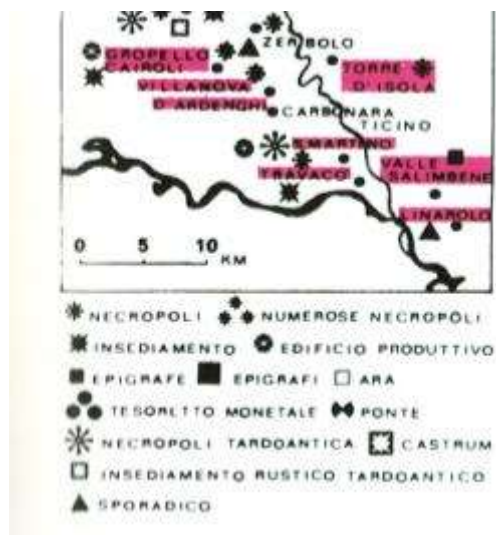 ZERBOLO
GROPELLO
CAIROLI
TORRE
D'ISOLA
VILLANOVA
D'ARDENGHI
CARBONARA
TICINO
S.MARTINO
TRAVACO
VALLE
SALIMBENE
LINAROLO
0 5 10
KM
NECROPOLI NUMEROSE NECROPOLI
INSEDIAMENTO EDIFICIO PRODUTTIVO
EPIGRAFE EPIGRAFI ARA
TESORETTO MONETALE PONTE
NECROPOLI TARDOANTICA CASTRUM
INSEDIAMENTO RUSTICO TARDOANTICO
SPORADICO